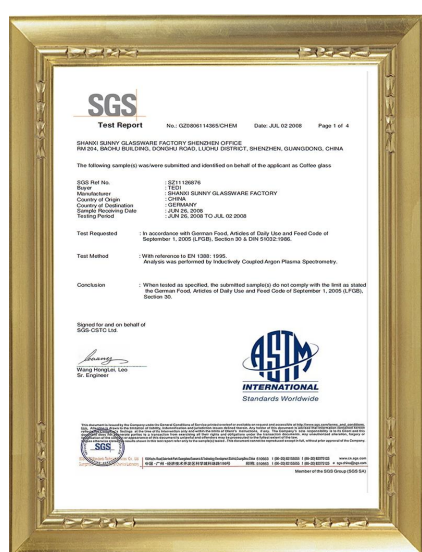 SGS
Test Report No.: GZ0806114365/CHEM Date: JUL 02 2008 Page 1 of 4
SHANXI SUNNY GLASSWARE FACTORY SHENZHEN OFFICE
RM 204, BAOHU BUILDING, DONGHU ROAD, LUOHU DISTRICT, SHENZHEN, GUANGDONG, CHINA
The following sample(s) was/were submitted and identified on behalf of the applicant as Coffee glass
SGS Ref No. : SZ11126876
Buyer : TEDI
Manufacturer : SHANXI SUNNY GLASSWARE FACTORY
Country of Origin : CHINA
Country of Destination : GERMANY
Sample Receiving Date : JUN 26, 2008
Testing Period : JUN 26, 2008 TO JUL 02 2008
Test Requested : In accordance with German Food, Articles of Daily Use and Feed Code of
September 1, 2005 (LFGB), Section 30 & DIN 51032:1986.
Test Method : With reference to EN 1388: 1995.
Analysis was performed by Inductively Coupled Argon Plasma Spectrometry.
Conclusion : When tested as specified, the submitted sample(s) do not comply with the limit as stated
the German Food, Articles of Daily Use and Feed Code of September 1, 2005 (LFGB),
Section 30.
Signed for and on behalf of
SGS-CSTC Ltd.
Wang HongLei, Leo
Sr. Engineer
ASTM
INTERNATIONAL
Standards Worldwide
SGS
Member of the SGS Group (SGS SA)